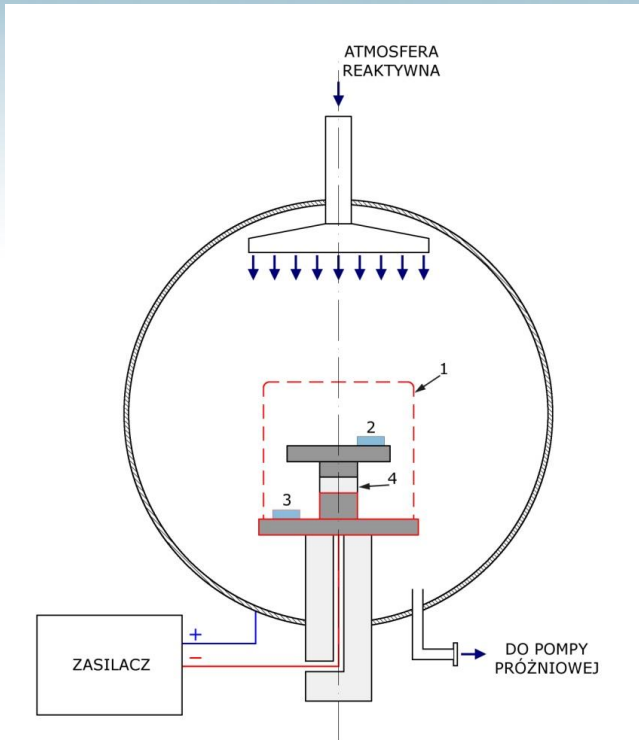 ATMOSFERA
REAKTYWNA
1
2
4
3
+
−
ZASILACZ
DO POMPY
PRÓŻNIOWEJ